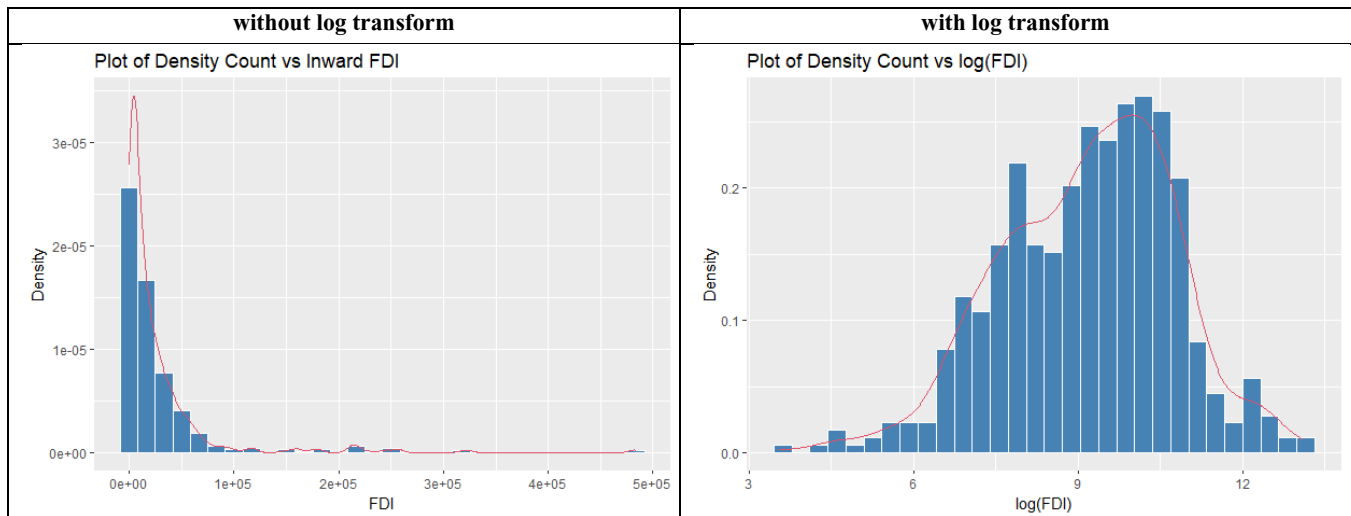 without log transform
with log transform
Plot of Density Count vs Inward FDI
3e-05
2e-05
1e-05
0e+00
Density
0e+00 1e+05 2e+05 3e+05 4e+05 5e+05
FDI
Plot of Density Count vs log(FDI)
0.2
0.1
0.0
Density
3 6 9 12
log(FDI)